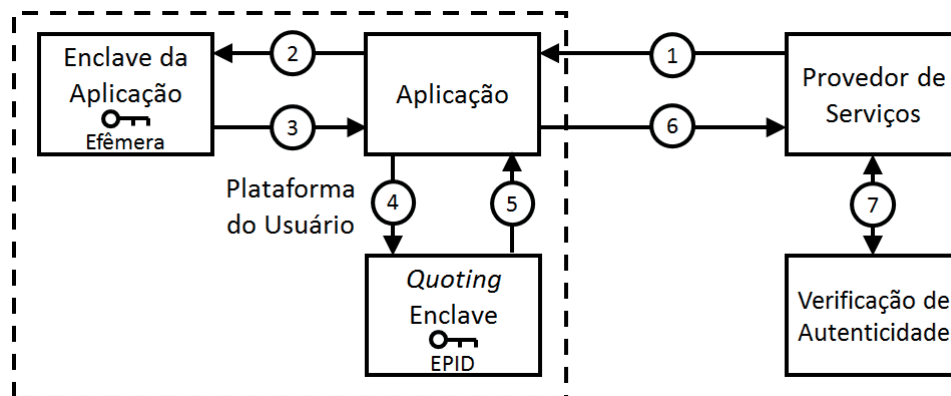 Enclave da
Aplicação
Efêmera
2
3
Aplicação
1
6
Provedor de
Serviços
Plataforma
do Usuário
4
5
7
Quoting
Enclave
EPID
Verificação de
Autenticidade